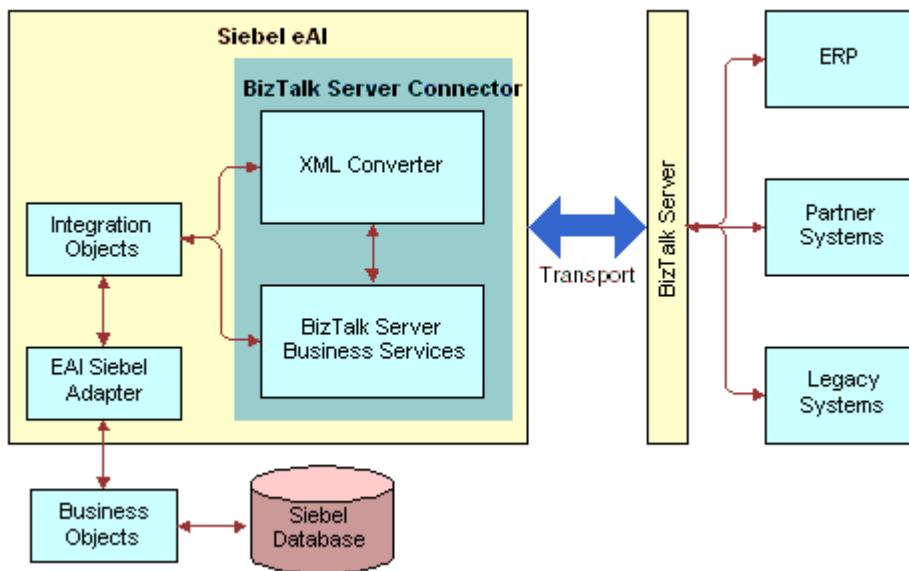 Siebel eAI
BizTalk Server Connector
XML Converter
Integration
Objects
BizTalk Server
Business Services
EAI Siebel
Adapter
Business
Objects
Siebel
Database
Transport
BizTalk Server
ERP
Partner
Systems
Legacy
Systems